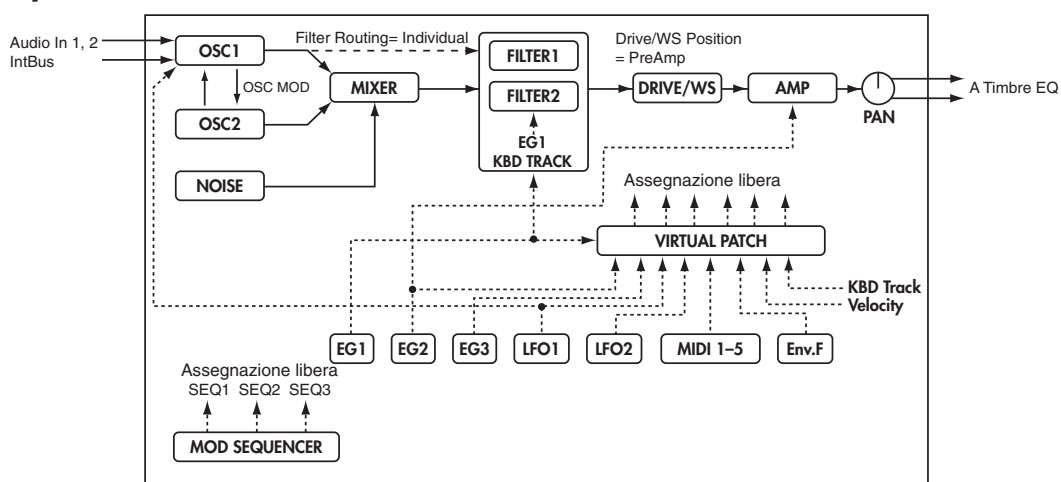 Audio In 1, 2
IntBus
OSC1
OSC MOD
OSC2
NOISE
Filter Routing= Individual
MIXER
FILTER1
FILTER2
EG1
KBD TRACK
Drive/WS Position
= PreAmp
DRIVE/WS
AMP
PAN
A Timbre EQ
Assegnazione libera
VIRTUAL PATCH
KBD Track
Velocity
EG1
EG2
EG3
LFO1
LFO2
MIDI 1–5
Env.F
Assegnazione libera
SEQ1 SEQ2 SEQ3
MOD SEQUENCER